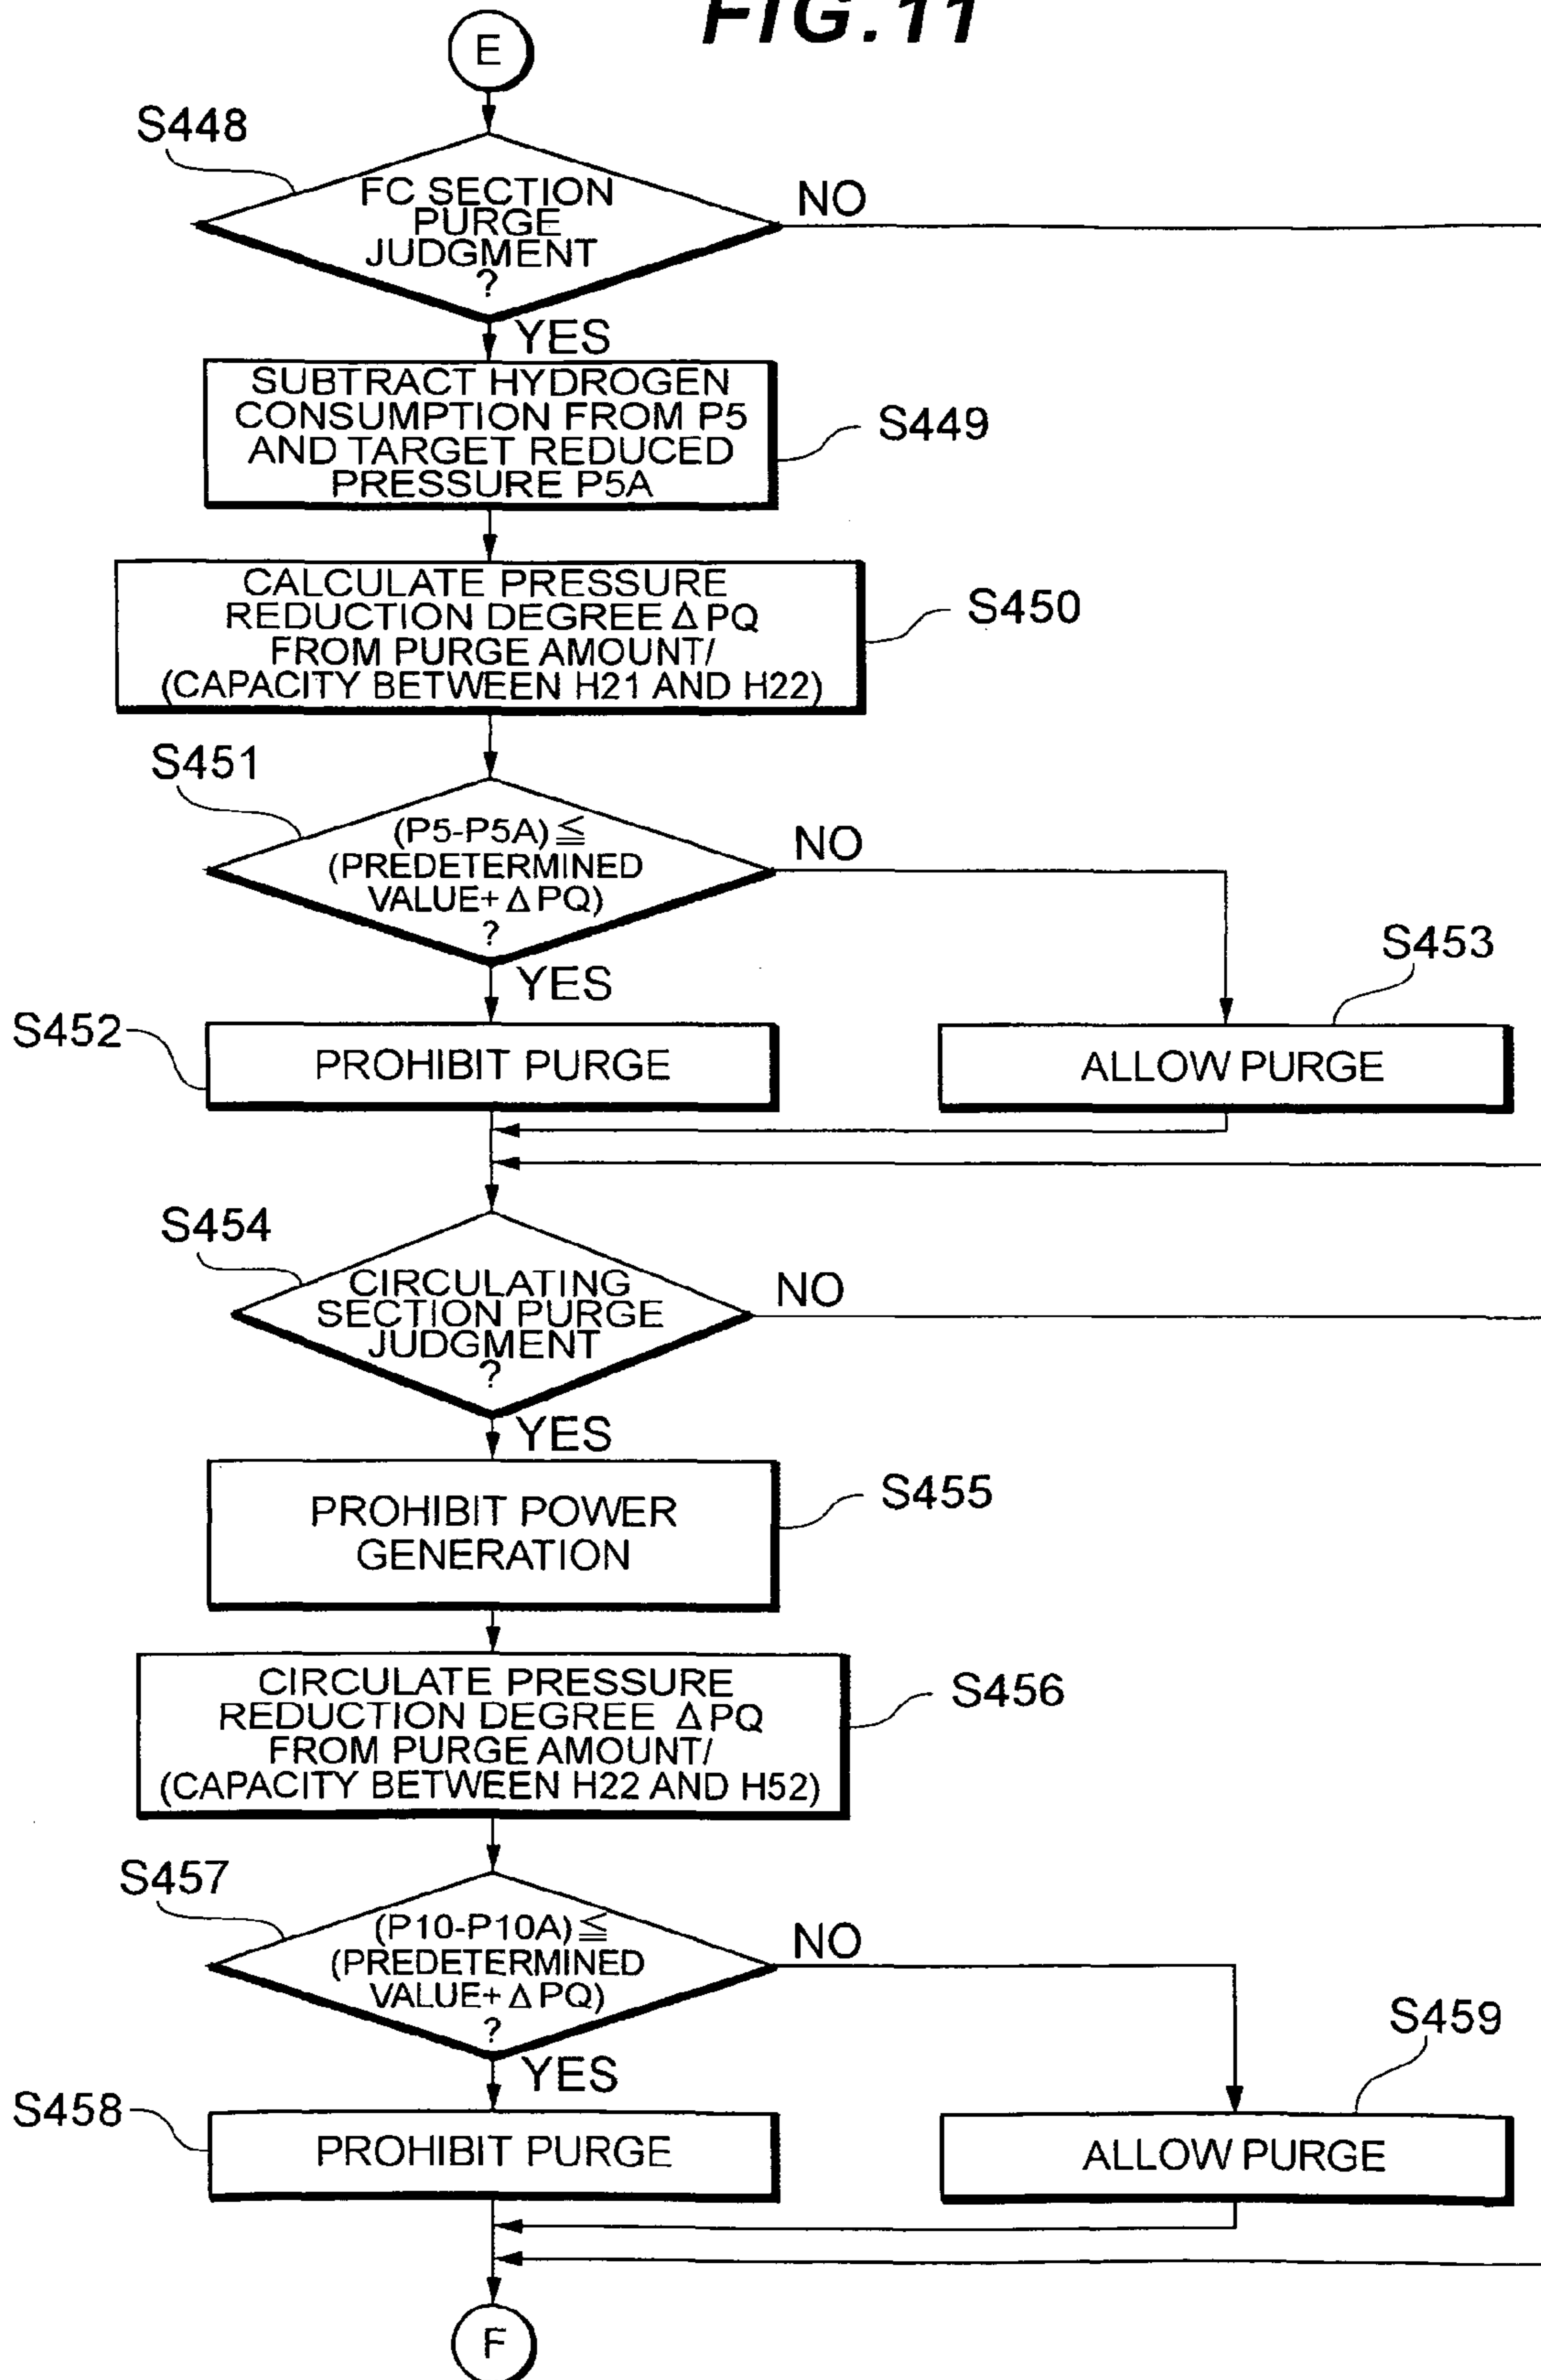 FIG.11
E
S448
FC SECTION
PURGE
JUDGMENT
?
NO
YES
SUBTRACT HYDROGEN
CONSUMPTION FROM P5
AND TARGET REDUCED
PRESSURE P5A
S449
CALCULATE PRESSURE
REDUCTION DEGREE Δ PQ
FROM PURGE AMOUNT/
(CAPACITY BETWEEN H21 AND H22)
S450
S451
(P5-P5A) ≦
(PREDETERMINED
VALUE+ Δ PQ)
?
NO
YES
S453
S452
PROHIBIT PURGE
ALLOW PURGE
S454
CIRCULATING
SECTION PURGE
JUDGMENT
?
NO
YES
PROHIBIT POWER
GENERATION
S455
CIRCULATE PRESSURE
REDUCTION DEGREE Δ PQ
FROM PURGE AMOUNT/
(CAPACITY BETWEEN H22 AND H52)
S456
S457
(P10-P10A) ≦
(PREDETERMINED
VALUE+ Δ PQ)
?
NO
YES
S459
S458
PROHIBIT PURGE
ALLOW PURGE
F